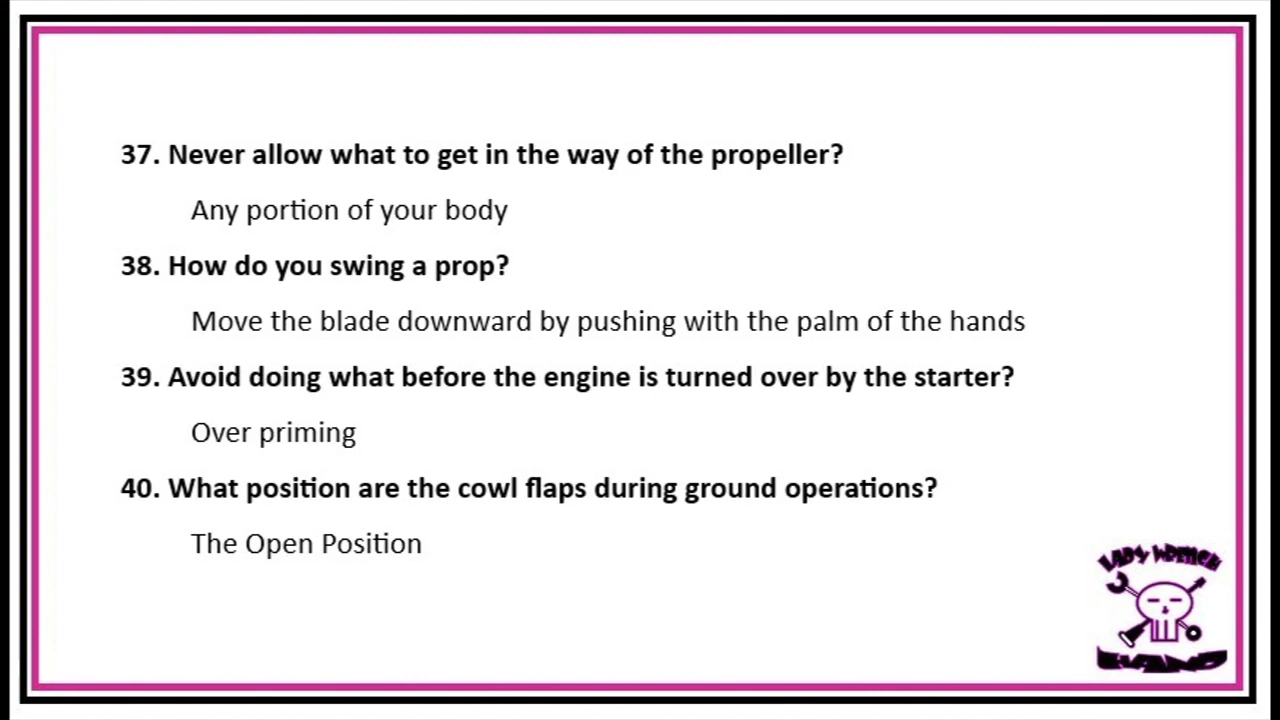 37. Never allow what to get in the way of the propeller?
Any portion of your body
38. How do you swing a prop?
Move the blade downward by pushing with the palm of the hands
39. Avoid doing what before the engine is turned over by the starter?
Over priming
40. What position are the cowl flaps during ground operations?
The Open Position
LADY WRENCH